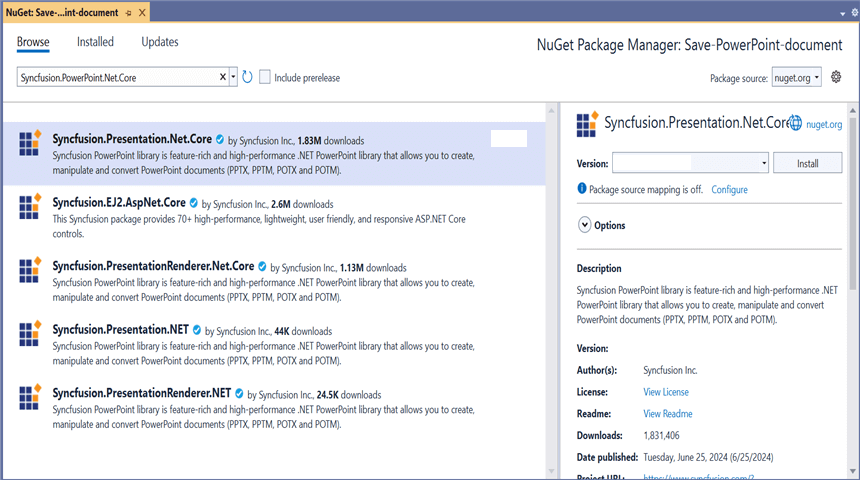 NuGet: Save-...int-document
Browse Installed Updates
NuGet Package Manager: Save-PowerPoint-document
Syncfusion.PowerPoint.Net.Core
Include prerelease
Package source: nuget.org
Syncfusion.Presentation.Net.Core by Syncfusion Inc., 1.83M downloads
Syncfusion PowerPoint library is feature-rich and high-performance .NET PowerPoint library that allows you to create,
manipulate and convert PowerPoint documents (PPTX, PPTM, POTX and POTM).
Syncfusion.EJ2.AspNet.Core by Syncfusion Inc., 2.6M downloads
This Syncfusion package provides 70+ high-performance, lightweight, user friendly, and responsive ASP.NET Core
controls.
Syncfusion.PresentationRenderer.Net.Core by Syncfusion Inc., 1.13M downloads
Syncfusion PowerPoint library is feature-rich and high-performance .NET PowerPoint library that allows you to create,
manipulate and convert PowerPoint documents (PPTX, PPTM, POTX and POTM).
Syncfusion.Presentation.NET by Syncfusion Inc., 44K downloads
Syncfusion PowerPoint library is feature-rich and high-performance .NET PowerPoint library that allows you to create,
manipulate and convert PowerPoint documents (PPTX, PPTM, POTX and POTM).
Syncfusion.PresentationRenderer.NET by Syncfusion Inc., 24.5K downloads
Syncfusion PowerPoint library is feature-rich and high-performance .NET PowerPoint library that allows you to create,
manipulate and convert PowerPoint documents (PPTX, PPTM, POTX and POTM).
Syncfusion.Presentation.Net.Core nuget.org
Version: Install
Package source mapping is off. Configure
Options
Description
Syncfusion PowerPoint library is feature-rich and high-performance .NET
PowerPoint library that allows you to create, manipulate and convert
PowerPoint documents (PPTX, PPTM, POTX and POTM).
Version:
Author(s): Syncfusion Inc.
License: View License
Readme: View Readme
Downloads: 1,831,406
Date published: Tuesday, June 25, 2024 (6/25/2024)
Project URL: https://www.syncfusion.com/?